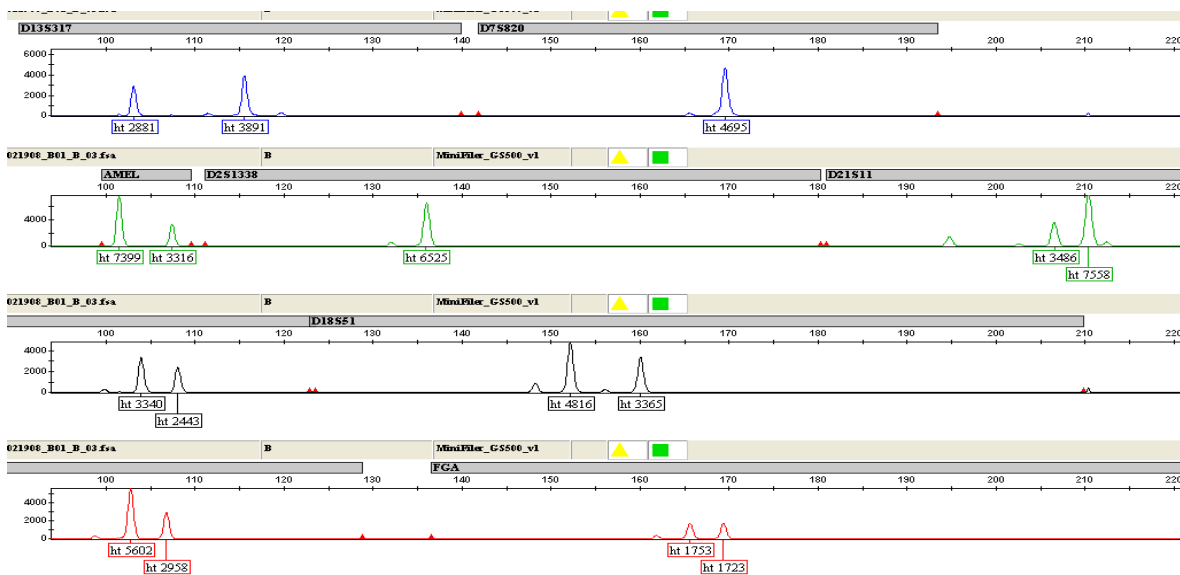 B
D13S317 D7S820
100 110 120 130 140 150 160 170 180 190 200 210 220
6000
4000
2000
0
ht 2881 ht 3891 ht 4695
021908_B01_B_03.fsa B MiniFiler_GS500_v1
AMEL D2S1338 D21S11
100 110 120 130 140 150 160 170 180 190 200 210 220
4000
2000
0
ht 7399 ht 3316 ht 6525 ht 3486
ht 7558
021908_B01_B_03.fsa B MiniFiler_GS500_v1
D18S51
100 110 120 130 140 150 160 170 180 190 200 210 220
4000
2000
0
ht 3340 ht 4816 ht 3365
ht 2443
021908_B01_B_03.fsa B MiniFiler_GS500_v1
FGA
100 110 120 130 140 150 160 170 180 190 200 210 220
4000
2000
0
ht 5602 ht 1753
ht 2958 ht 1723